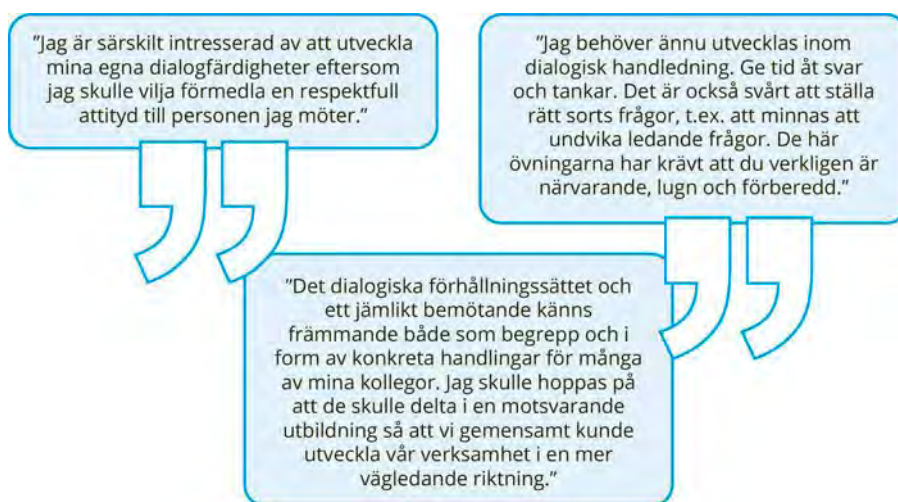 ”Jag är särskilt intresserad av att utveckla
mina egna dialogfärdigheter eftersom
jag skulle vilja förmedla en respektfull
attityd till personen jag möter.”
”Jag behöver ännu utvecklas inom
dialogisk handledning. Ge tid åt svar
och tankar. Det är också svårt att ställa
rätt sorts frågor, t.ex. att minnas att
undvika ledande frågor. De här
övningarna har krävt att du verkligen är
närvarande, lugn och förberedd.”
”Det dialogiska förhållningssättet och
ett jämlikt bemötande känns
främmande både som begrepp och i
form av konkreta handlingar för många
av mina kollegor. Jag skulle hoppas på
att de skulle delta i en motsvarande
utbildning så att vi gemensamt kunde
utveckla vår verksamhet i en mer
vägledande riktning.”